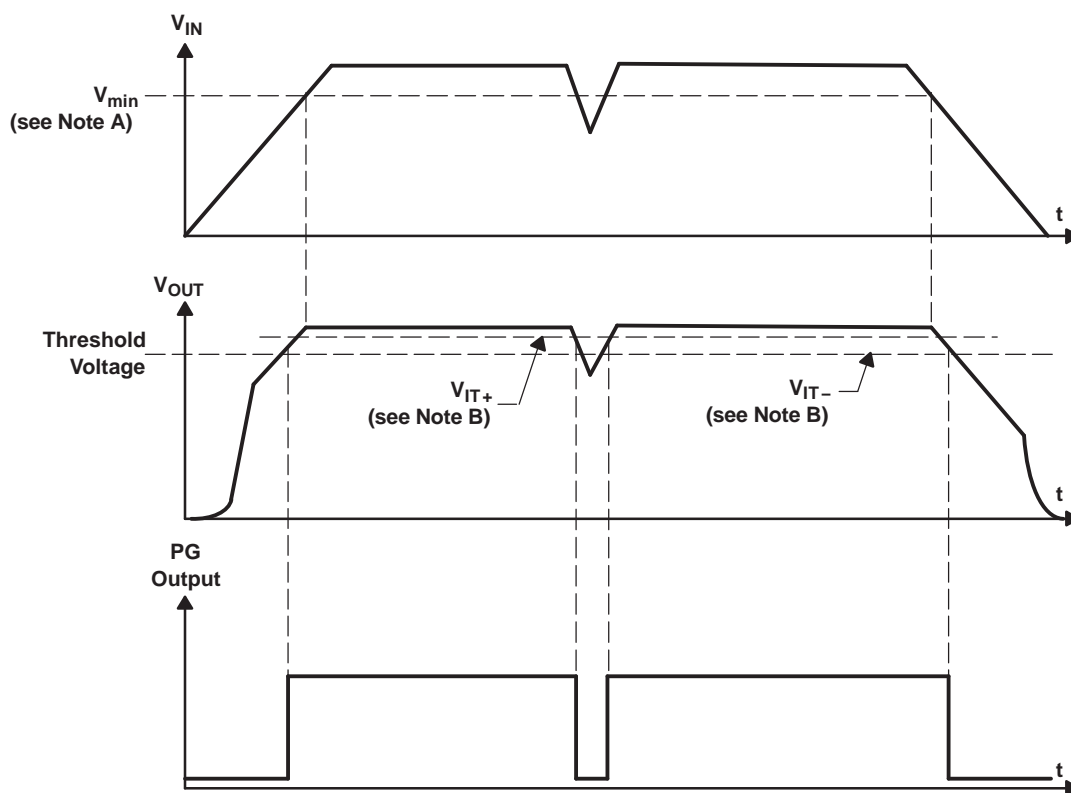 VIN
Vmin
(see Note A)
t
VOUT
Threshold
Voltage
VIT+
(see Note B)
VIT−
(see Note B)
t
PG
Output
t